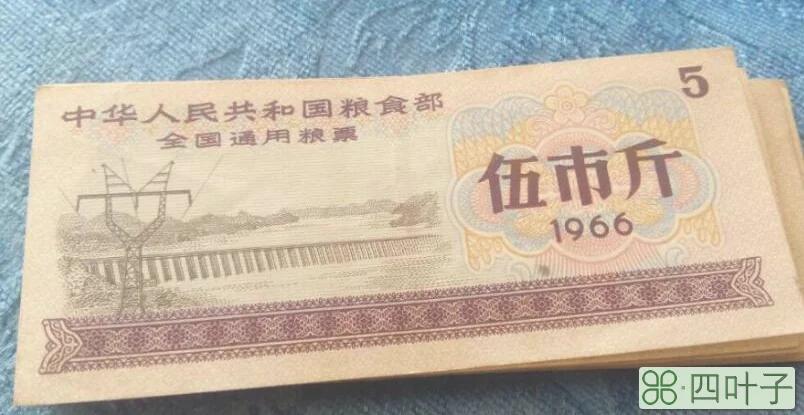 5
中华人民共和国粮食部
全国通用粮票
伍市斤
1966
四叶子